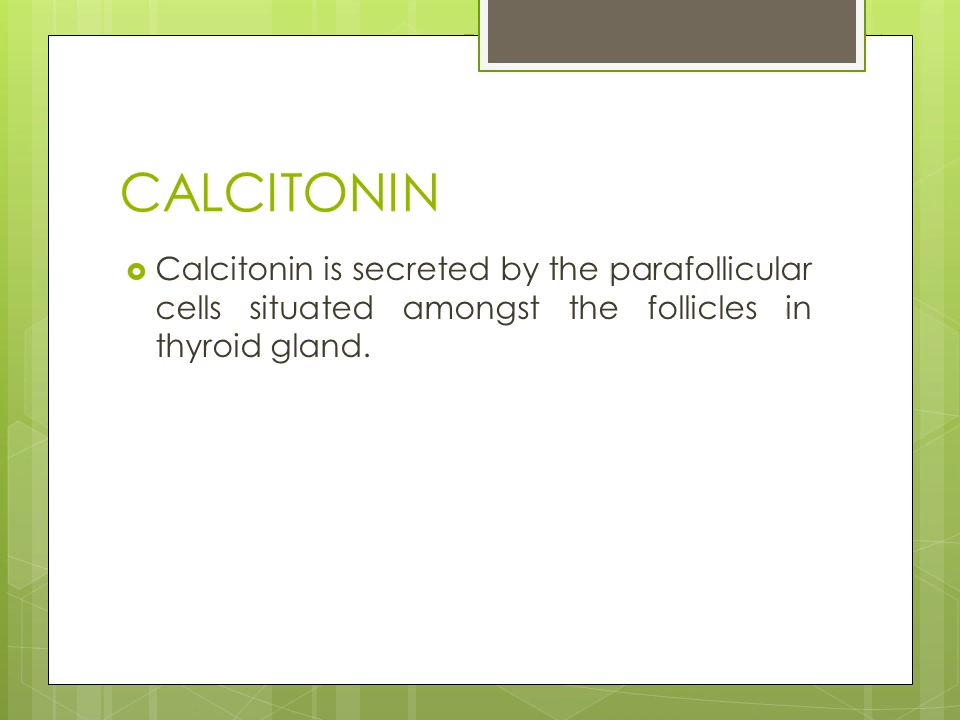 CALCITONIN
Calcitonin is secreted by the parafollicular
cells situated amongst the follicles in
thyroid gland.